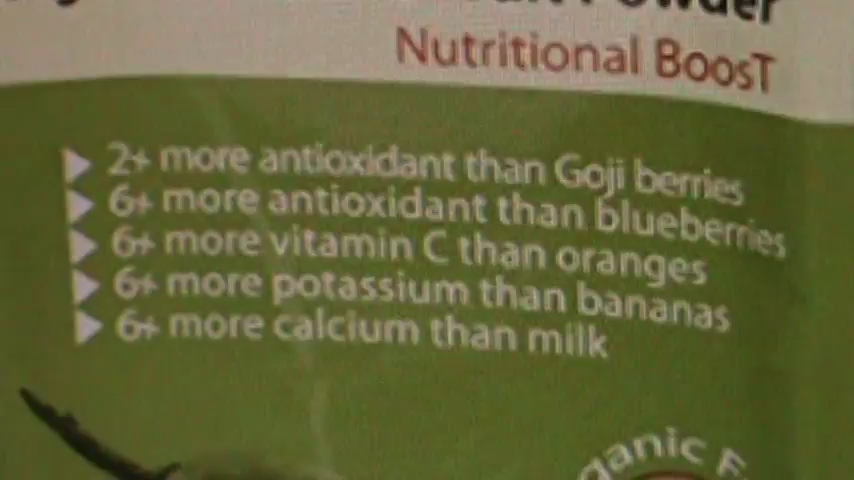 Powder
Nutritional BoosT
2+ more antioxidant than Goji berries
6+ more antioxidant than blueberries
6+ more vitamin C than oranges
6+ more potassium than bananas
6+ more calcium than milk